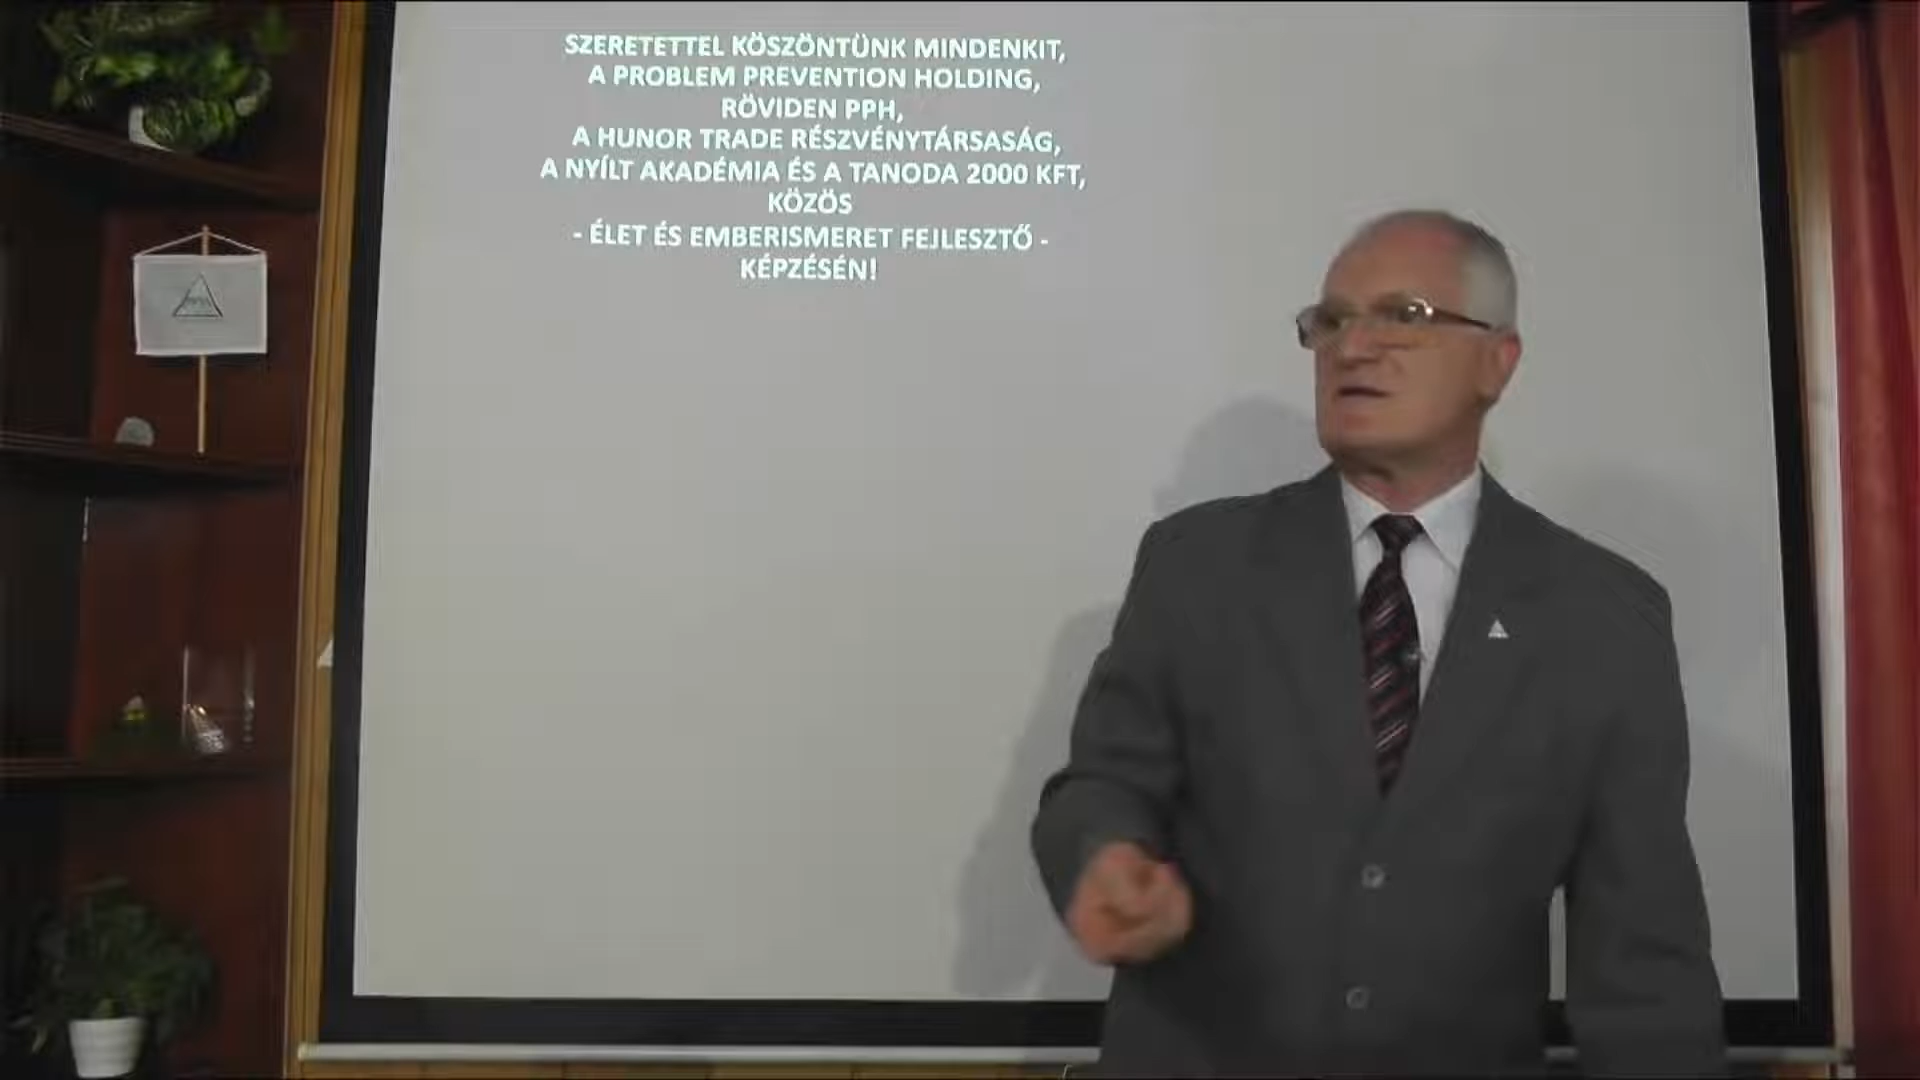 SZERETETTEL KÖSZÖNTÜNK MINDENKIT,
A PROBLEM PREVENTION HOLDING,
RÖVIDEN PPH,
A HUNOR TRADE RÉSZVÉNYTÁRSASÁG,
A NYÍLT AKADÉMIA ÉS A TANODA 2000 KFT,
KÖZÖS
- ÉLET ÉS EMBERISMERET FEJLESZTŐ -
KÉPZÉSÉN!